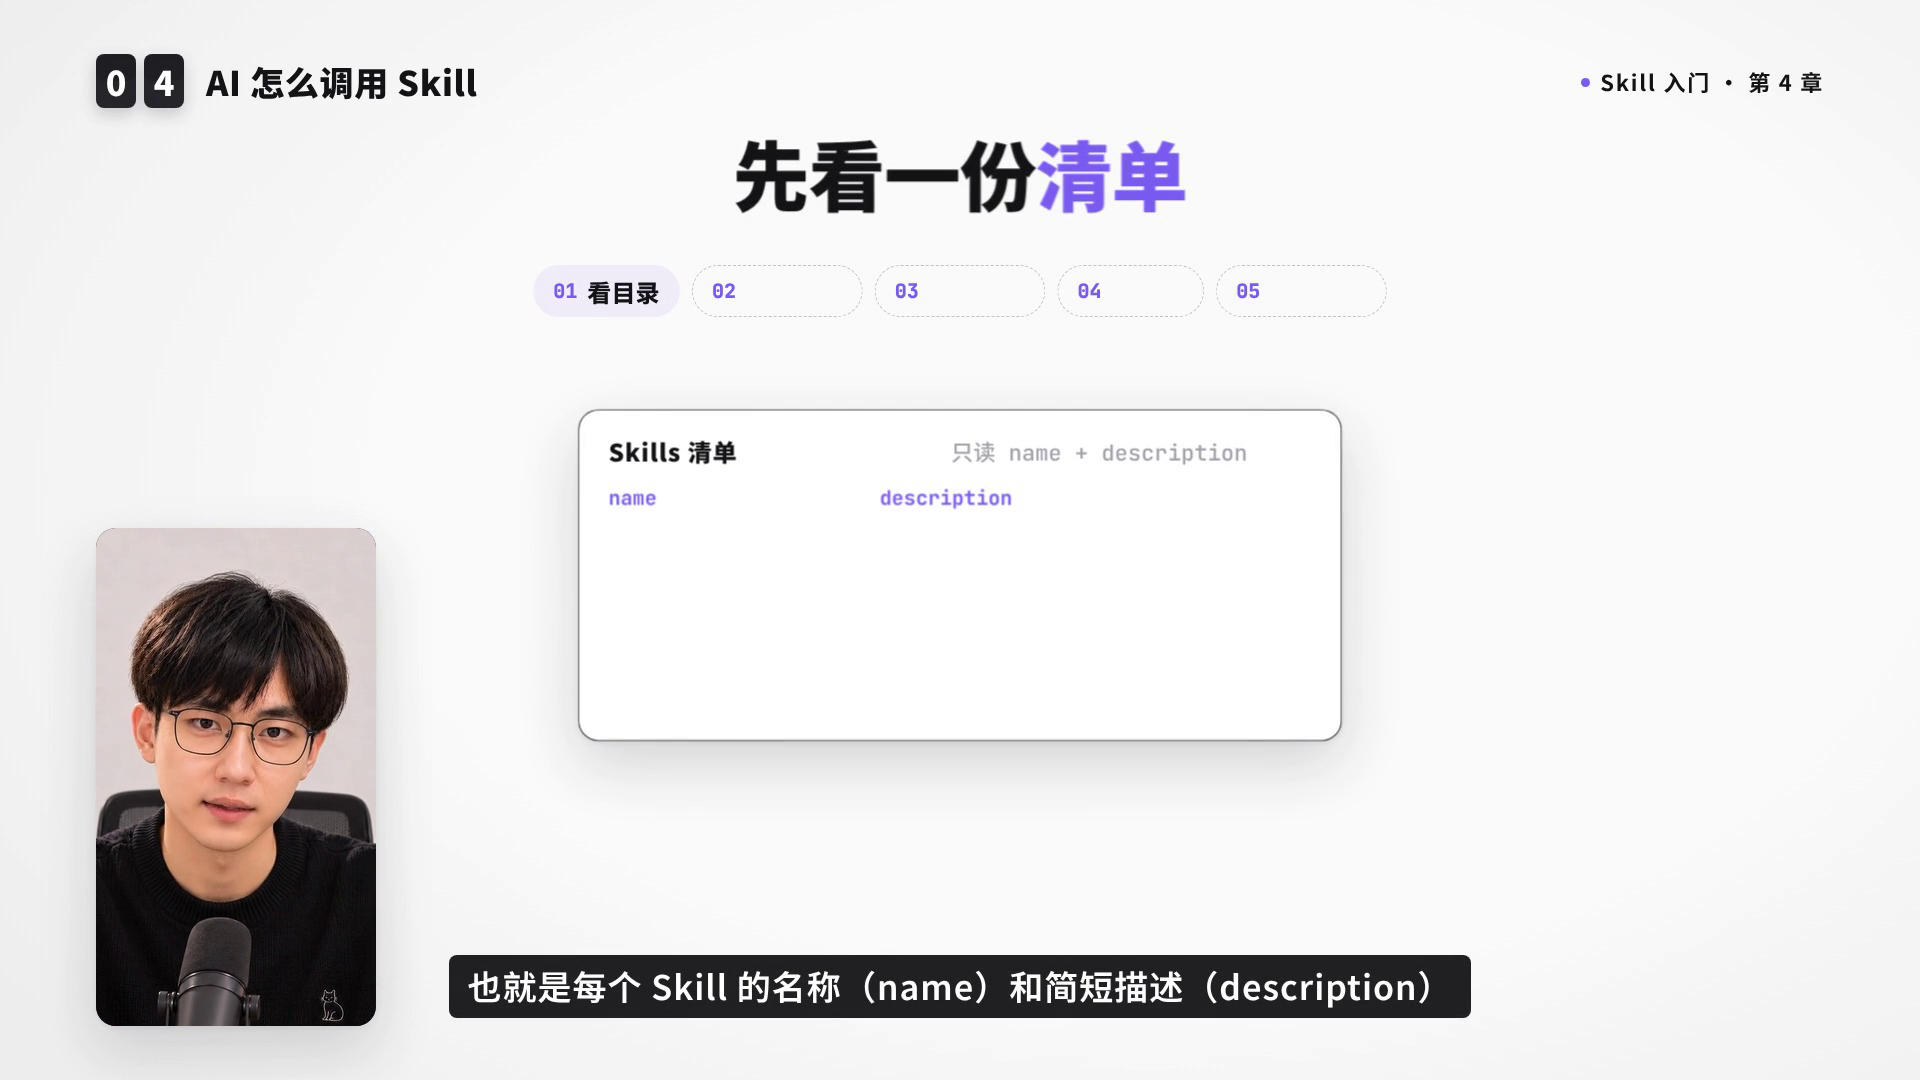 04 AI 怎么调用 Skill
Skill 入门 · 第 4 章
先看一份清单
01 看目录
02
03
04
05
Skills 清单
只读 name + description
name
description
也就是每个 Skill 的名称（name）和简短描述（description）